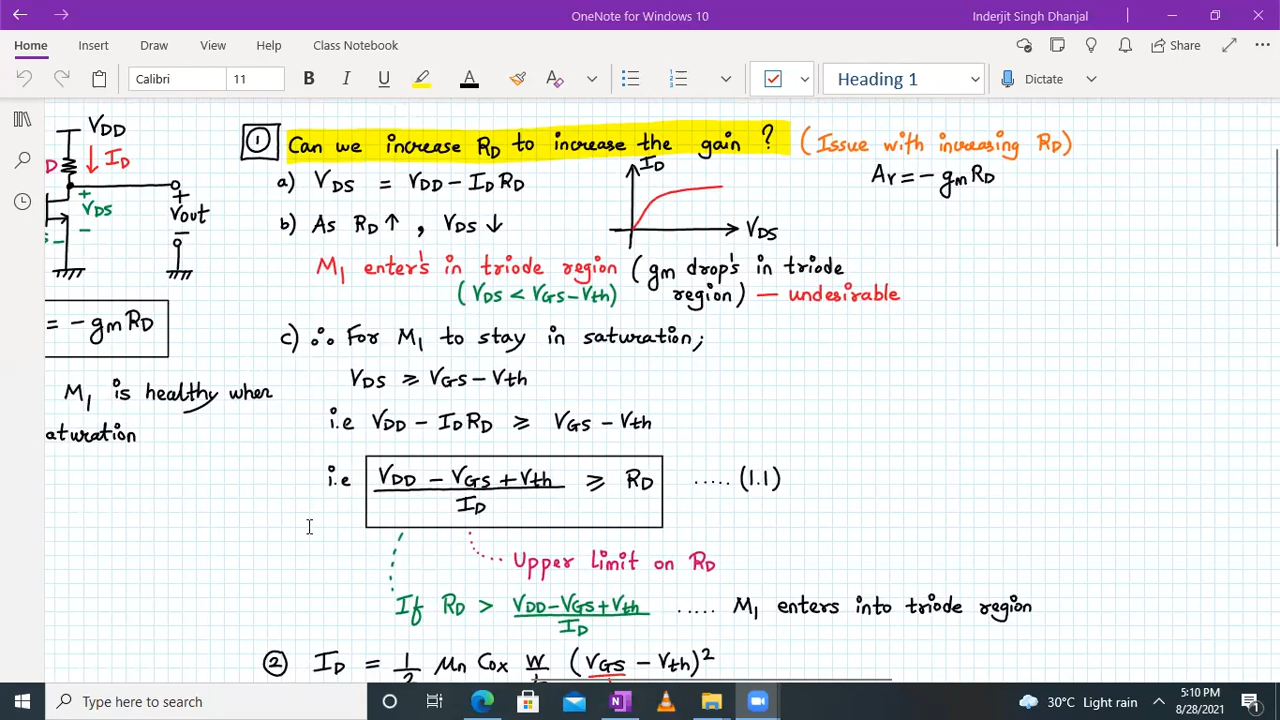 OneNote for Windows 10
Inderjit Singh Dhanjal
Home Insert Draw View Help Class Notebook
Share
Calibri 11 B I U A Heading 1 Dictate
VDD
D ID
+
VDS
-
+
Vout
-
= - gm RD
M1 is healthy when
aturation
① Can we increase RD to increase the gain ? (Issue with increasing RD)
Av = - gm RD
a) VDS = VDD - ID RD
ID
VDS
b) As RD ↑ , VDS ↓
M1 enter's in triode region (gm drop's in triode
(VDS < VGS - Vth) region) — undesirable
c) ∴ For M1 to stay in saturation;
VDS ≥ VGS - Vth
i.e VDD - ID RD ≥ VGS - Vth
i.e VDD - VGS + Vth ≥ RD ..... (1.1)
ID
Upper limit on RD
If RD > VDD - VGS + Vth ..... M1 enters into triode region
ID
② ID = 1/2 μn Cox W (VGS - Vth)²
Type here to search
30°C Light rain
5:10 PM
8/28/2021
1